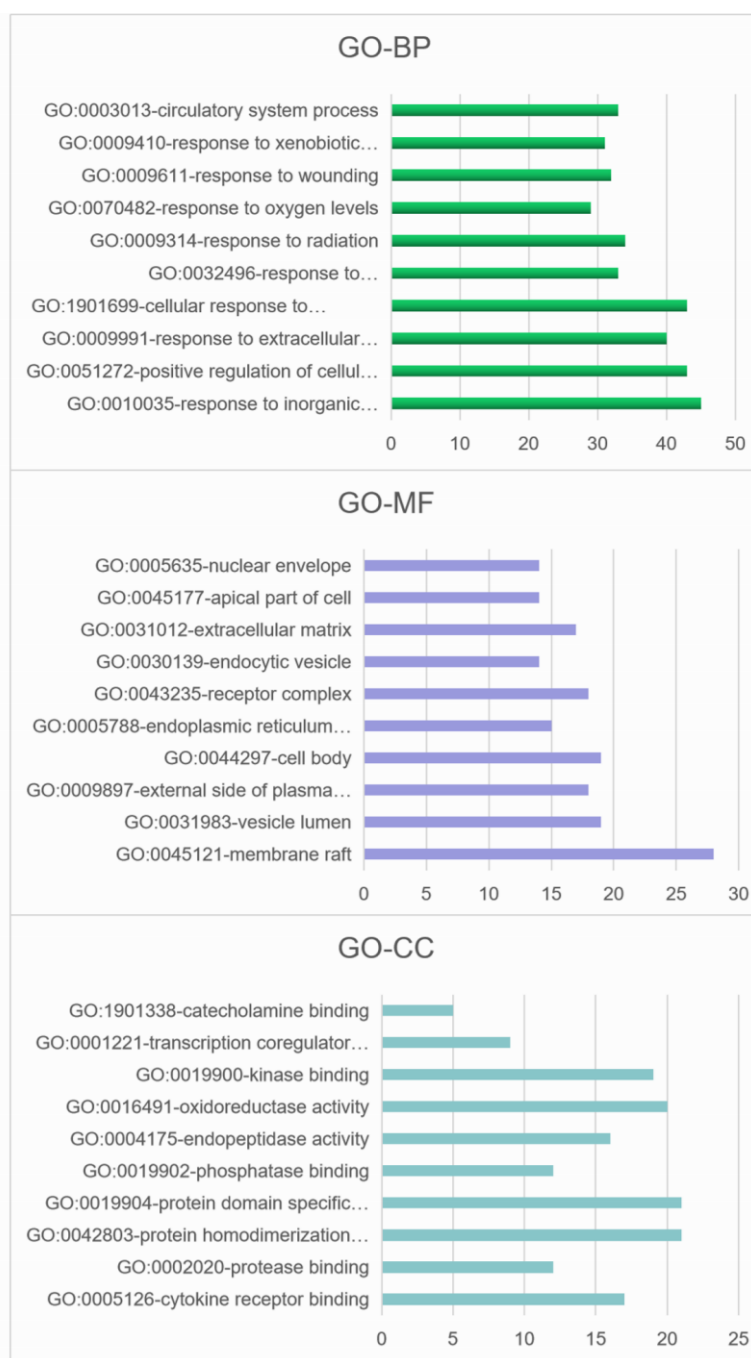 GO-BP
GO:0003013-circulatory system process
GO:0009410-response to xenobiotic…
GO:0009611-response to wounding
GO:0070482-response to oxygen levels
GO:0009314-response to radiation
GO:0032496-response to…
GO:1901699-cellular response to…
GO:0009991-response to extracellular…
GO:0051272-positive regulation of cellul…
GO:0010035-response to inorganic…
0 10 20 30 40 50
GO-MF
GO:0005635-nuclear envelope
GO:0045177-apical part of cell
GO:0031012-extracellular matrix
GO:0030139-endocytic vesicle
GO:0043235-receptor complex
GO:0005788-endoplasmic reticulum…
GO:0044297-cell body
GO:0009897-external side of plasma…
GO:0031983-vesicle lumen
GO:0045121-membrane raft
0 5 10 15 20 25 30
GO-CC
GO:1901338-catecholamine binding
GO:0001221-transcription coregulator…
GO:0019900-kinase binding
GO:0016491-oxidoreductase activity
GO:0004175-endopeptidase activity
GO:0019902-phosphatase binding
GO:0019904-protein domain specific…
GO:0042803-protein homodimerization…
GO:0002020-protease binding
GO:0005126-cytokine receptor binding
0 5 10 15 20 25